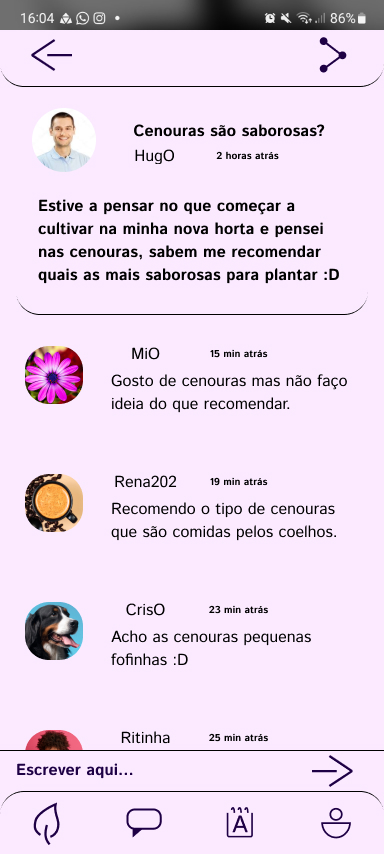 16:04
86%
Cenouras são saborosas?
HugO 2 horas atrás
Estive a pensar no que começar a
cultivar na minha nova horta e pensei
nas cenouras, sabem me recomendar
quais as mais saborosas para plantar :D
MiO 15 min atrás
Gosto de cenouras mas não faço
ideia do que recomendar.
Rena202 19 min atrás
Recomendo o tipo de cenouras
que são comidas pelos coelhos.
CrisO 23 min atrás
Acho as cenouras pequenas
fofinhas :D
Ritinha 25 min atrás
Escrever aqui...
A